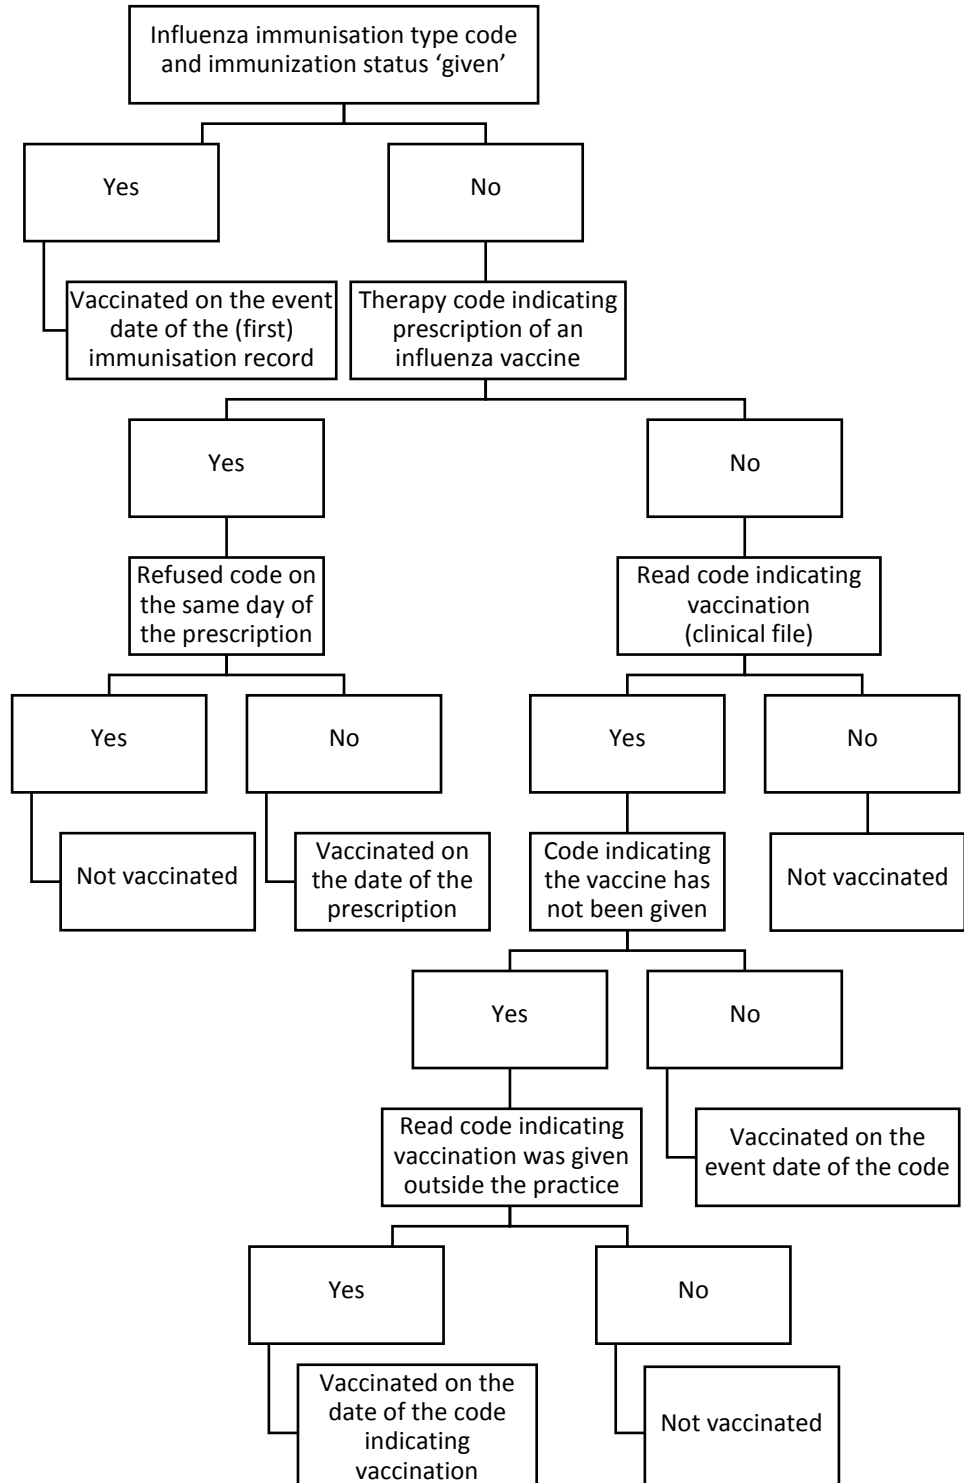 Influenza immunisation type code
and immunization status ‘given’
Yes
No
Vaccinated on the event
date of the (first)
immunisation record
Therapy code indicating
prescription of an
influenza vaccine
Yes
No
Refused code on
the same day of
the prescription
Read code indicating
vaccination
(clinical file)
Yes
No
Yes
No
Not vaccinated
Vaccinated on
the date of the
prescription
Code indicating
the vaccine has
not been given
Not vaccinated
Yes
No
Read code indicating
vaccination was given
outside the practice
Vaccinated on the
event date of the code
Yes
No
Vaccinated on the
date of the code
indicating
vaccination
Not vaccinated